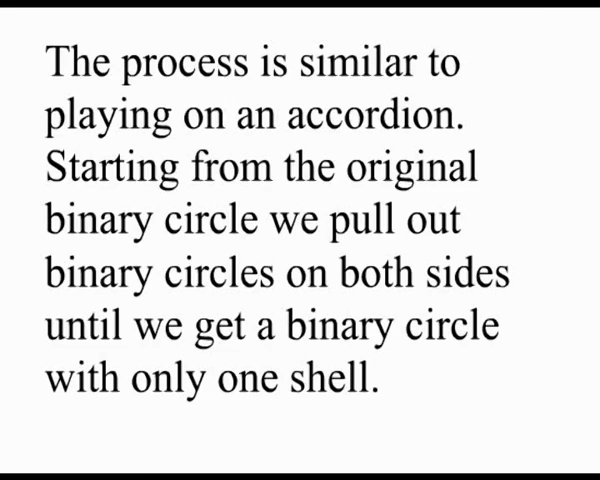 The process is similar to
playing on an accordion.
Starting from the original
binary circle we pull out
binary circles on both sides
until we get a binary circle
with only one shell.